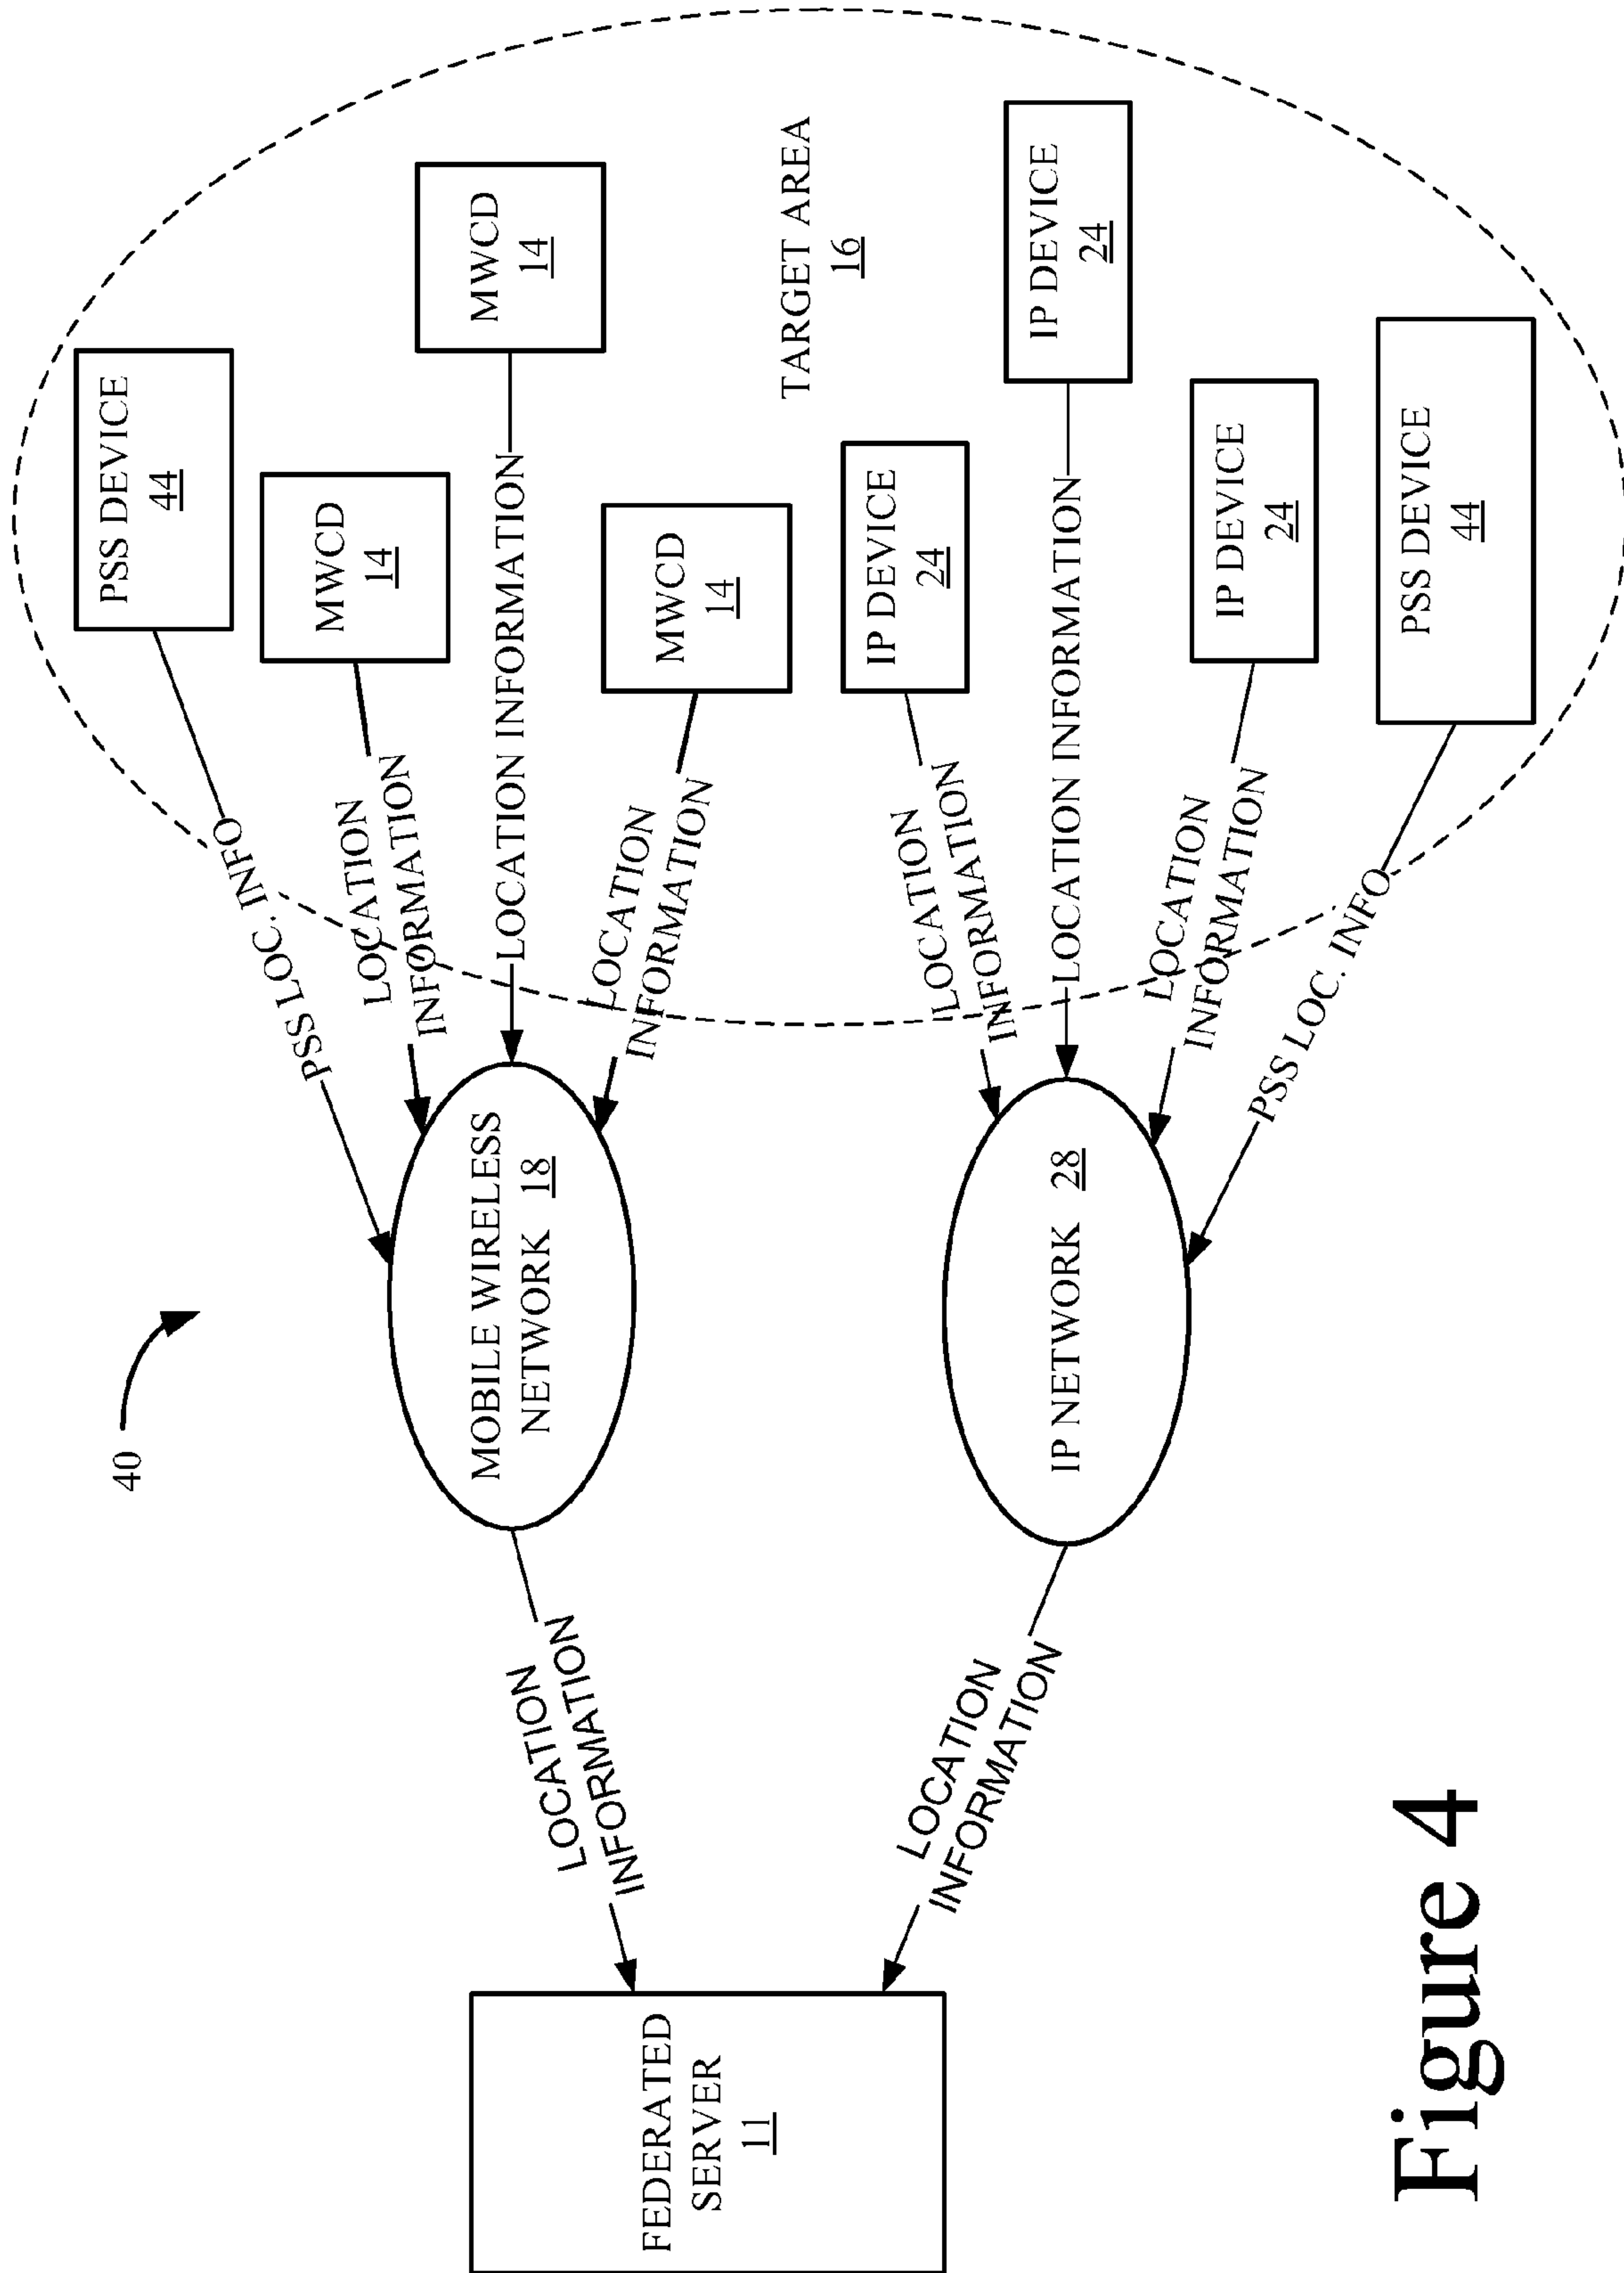 40
PSS DEVICE
44
PSS LOC. INFO
MWCD
14
LOCATION
INFORMATION
MWCD
14
LOCATION INFORMATION
MWCD
14
LOCATION
INFORMATION
MOBILE WIRELESS
NETWORK 18
LOCATION
INFORMATION
FEDERATED
SERVER
11
TARGET AREA
16
IP DEVICE
24
LOCATION
INFORMATION
IP DEVICE
24
LOCATION INFORMATION
IP NETWORK 28
LOCATION
INFORMATION
IP DEVICE
24
LOCATION
INFORMATION
PSS DEVICE
44
PSS LOC. INFO
Figure 4